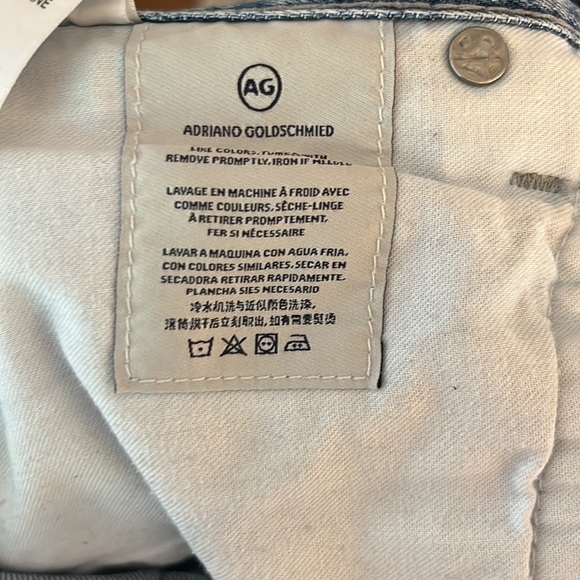 AG
ADRIANO GOLDSCHMIED
LIKE COLORS,
REMOVE PROMPTLY, IRON IF NEEDED
LAVAGE EN MACHINE À FROID AVEC
COMME COULEURS, SÈCHE-LINGE
À RETIRER PROMPTEMENT,
FER SI NÉCESSAIRE
LAVAR A MAQUINA CON AGUA FRIA,
CON COLORES SIMILARES, SECAR EN
SECADORA RETIRAR RAPIDAMENTE.
PLANCHA SIES NECESARIO
冷水机洗与近似颜色洗涤,
滚筒烘干后立刻取出, 如有需要熨烫